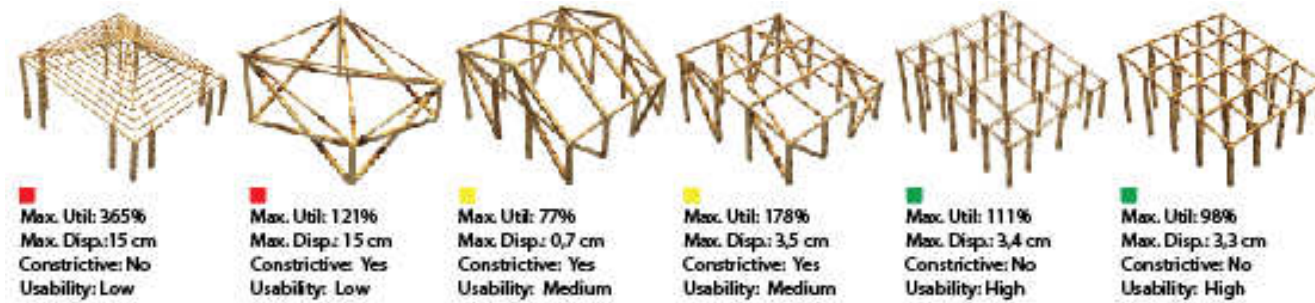 Max. Util: 365%
Max. Disp.:15 cm
Constrictive: No
Usability: Low
Max. Util: 121%
Max. Disp.: 15 cm
Constrictive: Yes
Usability: Low
Max. Util: 77%
Max. Disp.: 0,7 cm
Constrictive: Yes
Usability: Medium
Max. Util: 178%
Max. Disp.: 3,5 cm
Constrictive: Yes
Usability: Medium
Max. Util: 111%
Max. Disp.: 3,4 cm
Constrictive: No
Usability: High
Max. Util: 98%
Max. Disp.: 3,3 cm
Constrictive: No
Usability: High